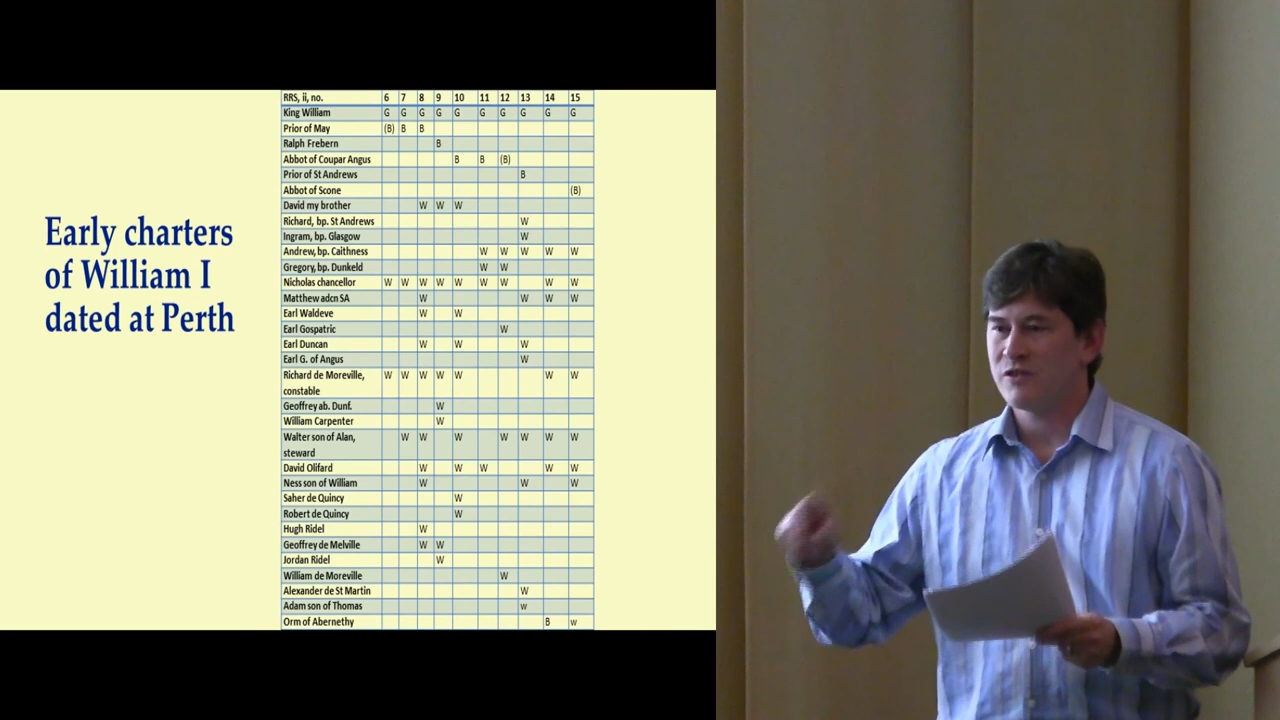 Early charters
of William I
dated at Perth
RRS, ii, no. 6 7 8 9 10 11 12 13 14 15
King William G G G G G G G G G G
Prior of May (B) B B
Ralph Frebern B
Abbot of Coupar Angus B B (B)
Prior of St Andrews B
Abbot of Scone (B)
David my brother W W W
Richard, bp. St Andrews W
Ingram, bp. Glasgow W
Andrew, bp. Caithness W W W W W
Gregory, bp. Dunkeld W W
Nicholas chancellor W W W W W W W W W
Matthew adcn SA W W W W
Earl Waldeve W W
Earl Gospatric W
Earl Duncan W W W
Earl G. of Angus W
Richard de Moreville, W W W W W W W
constable
Geoffrey ab. Dunf. W
William Carpenter W
Walter son of Alan, W W W W W W W
steward
David Olifard W W W W W
Ness son of William W W W
Saher de Quincy W
Robert de Quincy W
Hugh Ridel W
Geoffrey de Melville W W
Jordan Ridel W
William de Moreville W
Alexander de St Martin W
Adam son of Thomas w
Orm of Abernethy B w